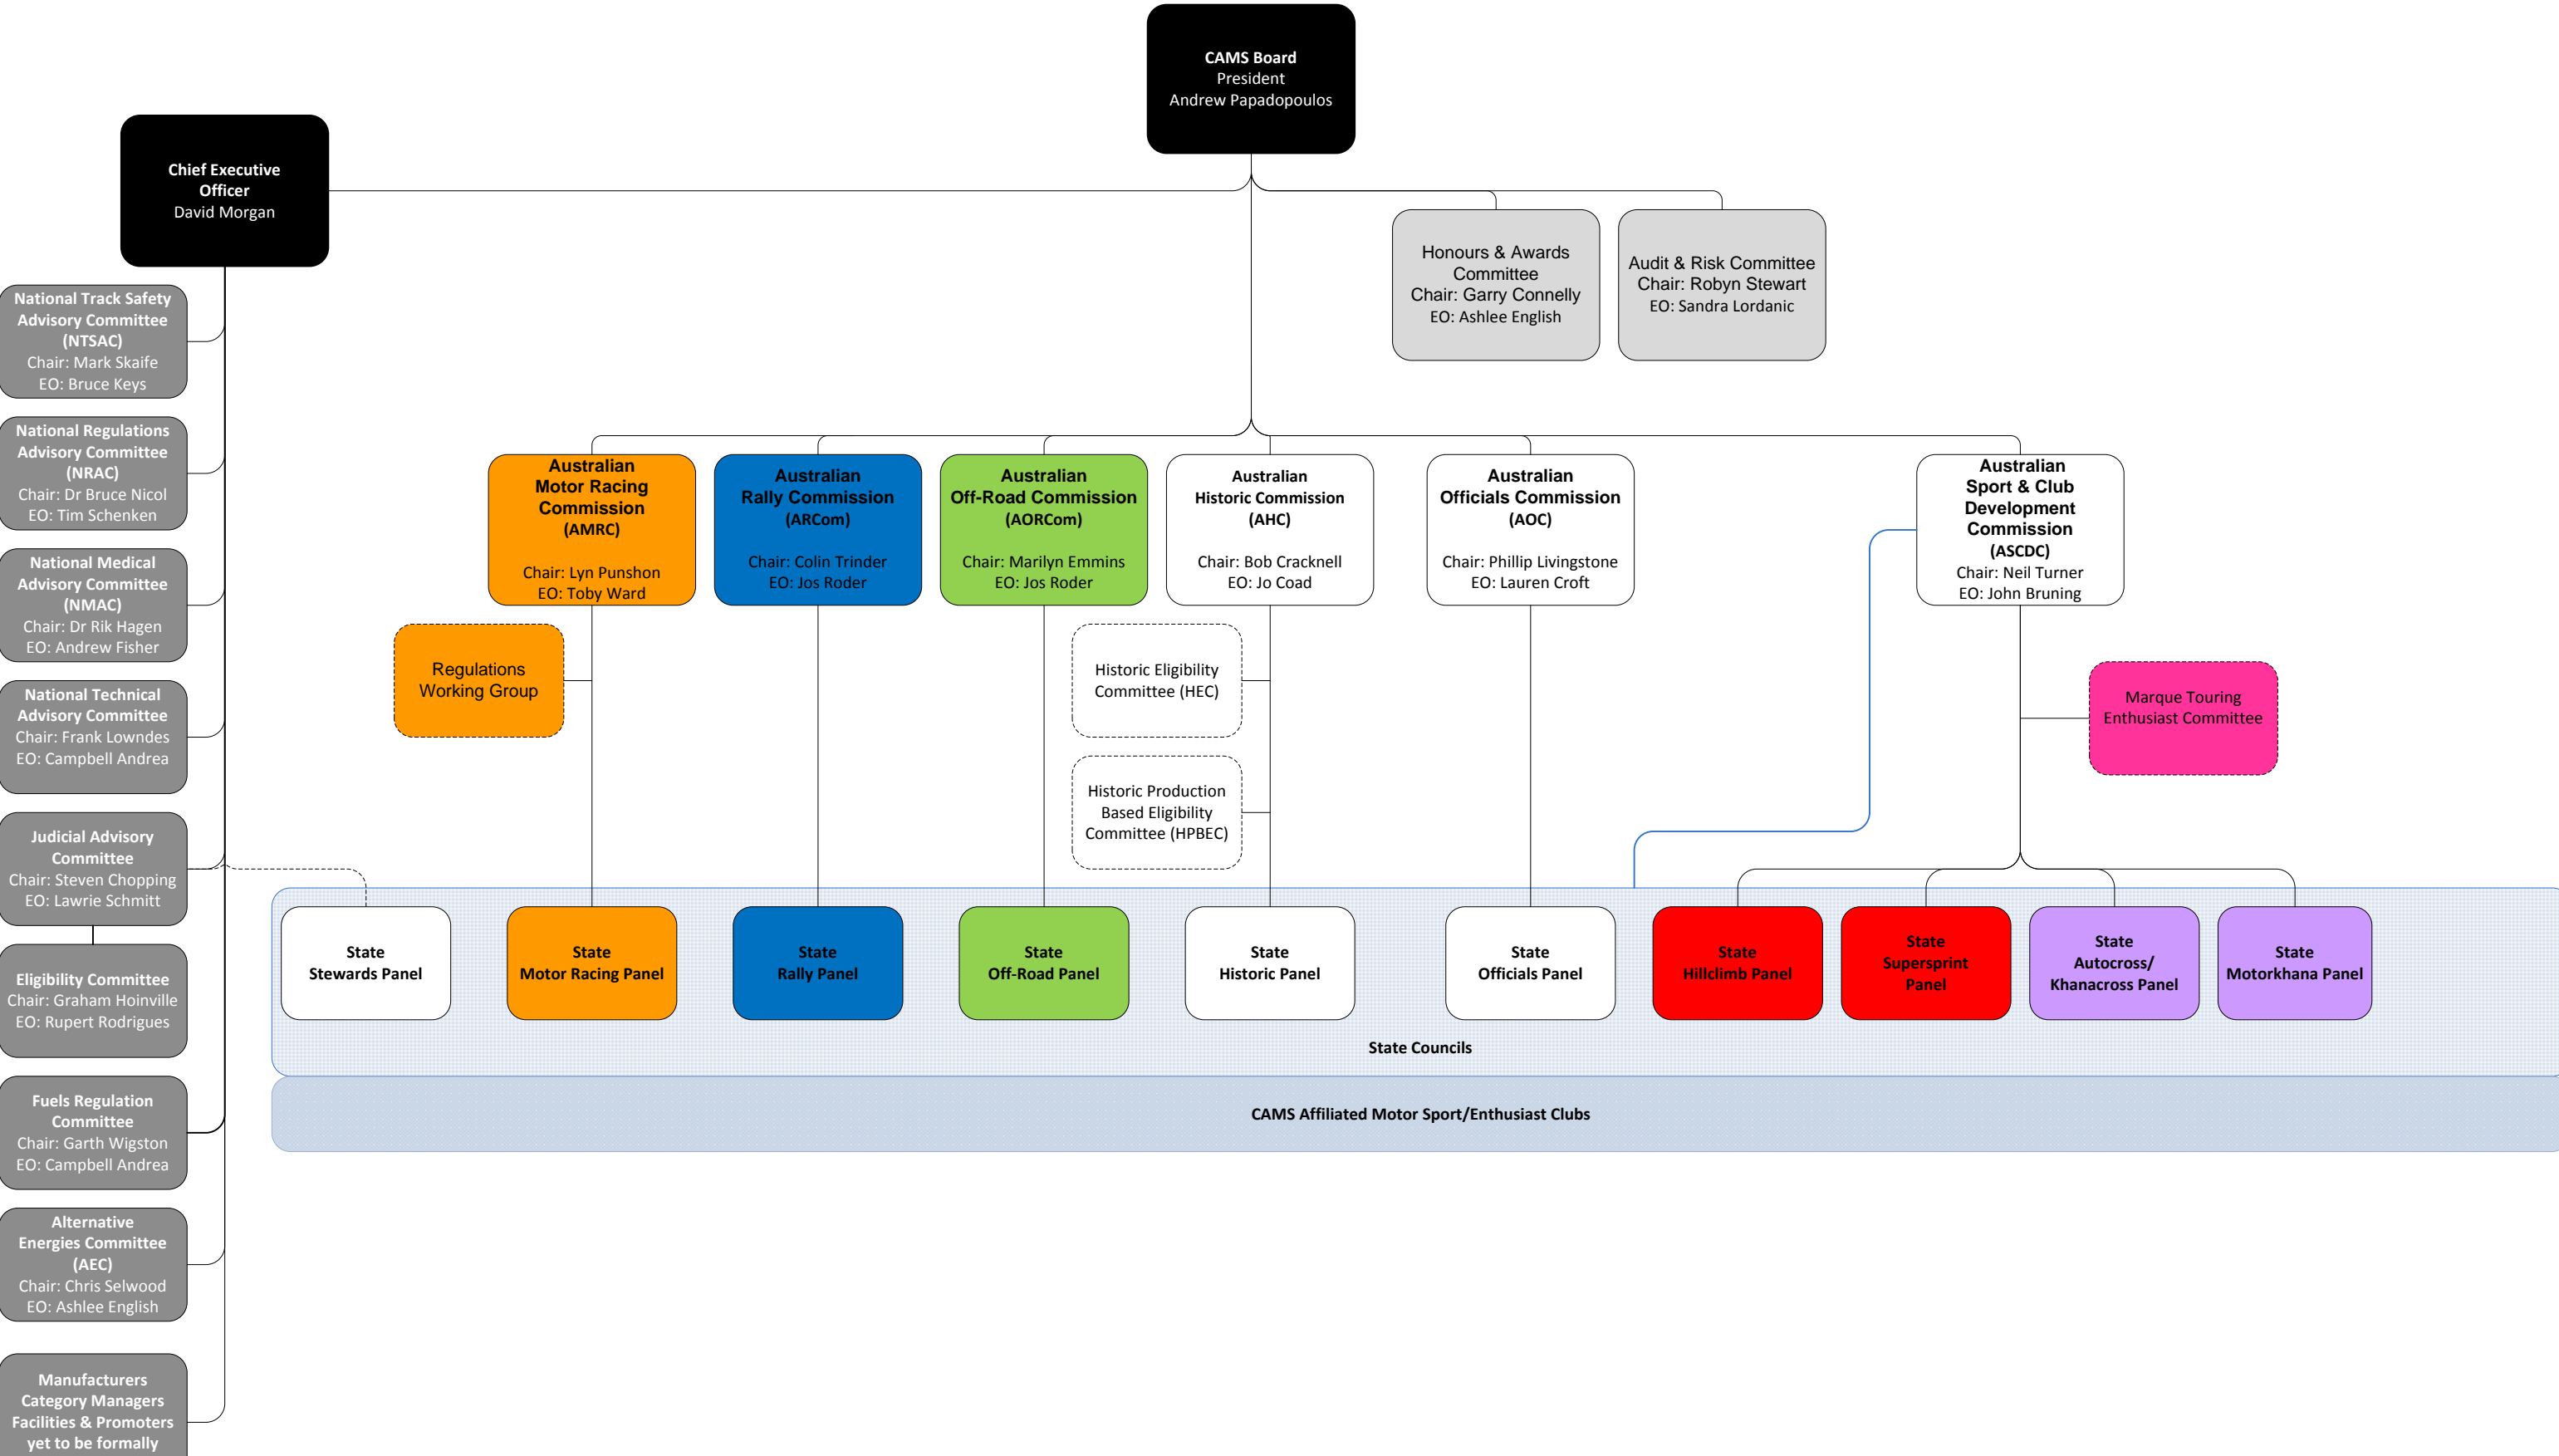 CAMS Board
President
Andrew Papadopoulos
Chief Executive
Officer
David Morgan
Honours & Awards
Committee
Chair: Garry Connelly
EO: Ashlee English
Audit & Risk Committee
Chair: Robyn Stewart
EO: Sandra Lordanic
National Track Safety
Advisory Committee
(NTSAC)
Chair: Mark Skaife
EO: Bruce Keys
National Regulations
Advisory Committee
(NRAC)
Chair: Dr Bruce Nicol
EO: Tim Schenken
National Medical
Advisory Committee
(NMAC)
Chair: Dr Rik Hagen
EO: Andrew Fisher
National Technical
Advisory Committee
Chair: Frank Lowndes
EO: Campbell Andrea
Judicial Advisory
Committee
Chair: Steven Chopping
EO: Lawrie Schmitt
Eligibility Committee
Chair: Graham Hoinville
EO: Rupert Rodrigues
Fuels Regulation
Committee
Chair: Garth Wigston
EO: Campbell Andrea
Alternative
Energies Committee
(AEC)
Chair: Chris Selwood
EO: Ashlee English
Manufacturers
Category Managers
Facilities & Promoters
yet to be formally
Australian
Motor Racing
Commission
(AMRC)
Chair: Lyn Punshon
EO: Toby Ward
Australian
Rally Commission
(ARCom)
Chair: Colin Trinder
EO: Jos Roder
Australian
Off-Road Commission
(AORCom)
Chair: Marilyn Emmins
EO: Jos Roder
Australian
Historic Commission
(AHC)
Chair: Bob Cracknell
EO: Jo Coad
Australian
Officials Commission
(AOC)
Chair: Phillip Livingstone
EO: Lauren Croft
Australian
Sport & Club
Development
Commission
(ASCDC)
Chair: Neil Turner
EO: John Bruning
Regulations
Working Group
Historic Eligibility
Committee (HEC)
Historic Production
Based Eligibility
Committee (HPBEC)
Marque Touring
Enthusiast Committee
State
Stewards Panel
State
Motor Racing Panel
State
Rally Panel
State
Off-Road Panel
State
Historic Panel
State
Officials Panel
State
Hillclimb Panel
State
Supersprint
Panel
State
Autocross/
Khanacross Panel
State
Motorkhana Panel
State Councils
CAMS Affiliated Motor Sport/Enthusiast Clubs